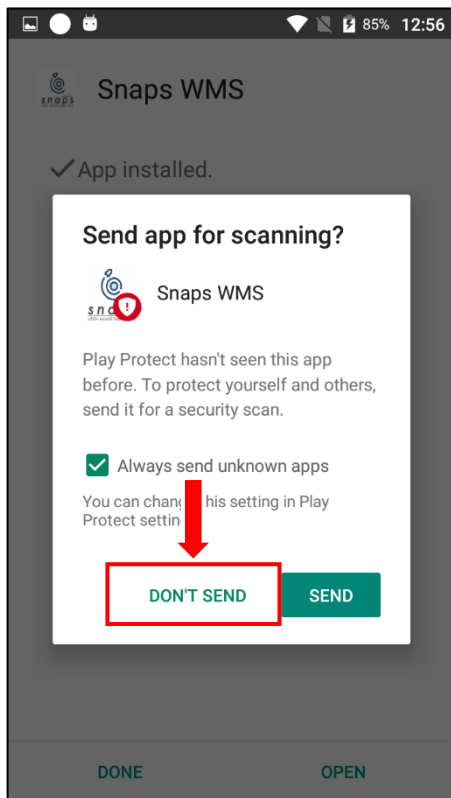 85% 12:56
snaps
Snaps WMS
App installed.
Send app for scanning?
Snaps WMS
Play Protect hasn't seen this app
before. To protect yourself and others,
send it for a security scan.
Always send unknown apps
You can his setting in Play
Protect
DON'T SEND SEND
DONE OPEN